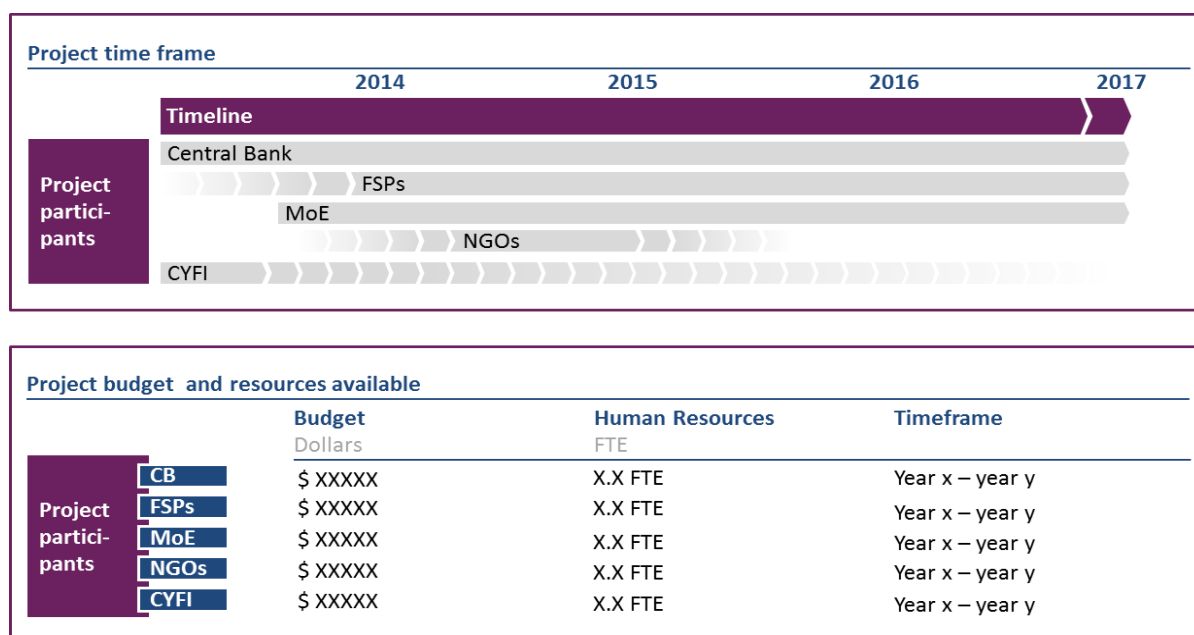 Project time frame
2014 2015 2016 2017
Timeline
Project
partici-
pants
Central Bank
FSPs
MoE
NGOs
CYFI
Project budget and resources available
Budget Human Resources Timeframe
Dollars FTE
Project
partici-
pants
CB $ XXXXX X.X FTE Year x – year y
FSPs $ XXXXX X.X FTE Year x – year y
MoE $ XXXXX X.X FTE Year x – year y
NGOs $ XXXXX X.X FTE Year x – year y
CYFI $ XXXXX X.X FTE Year x – year y